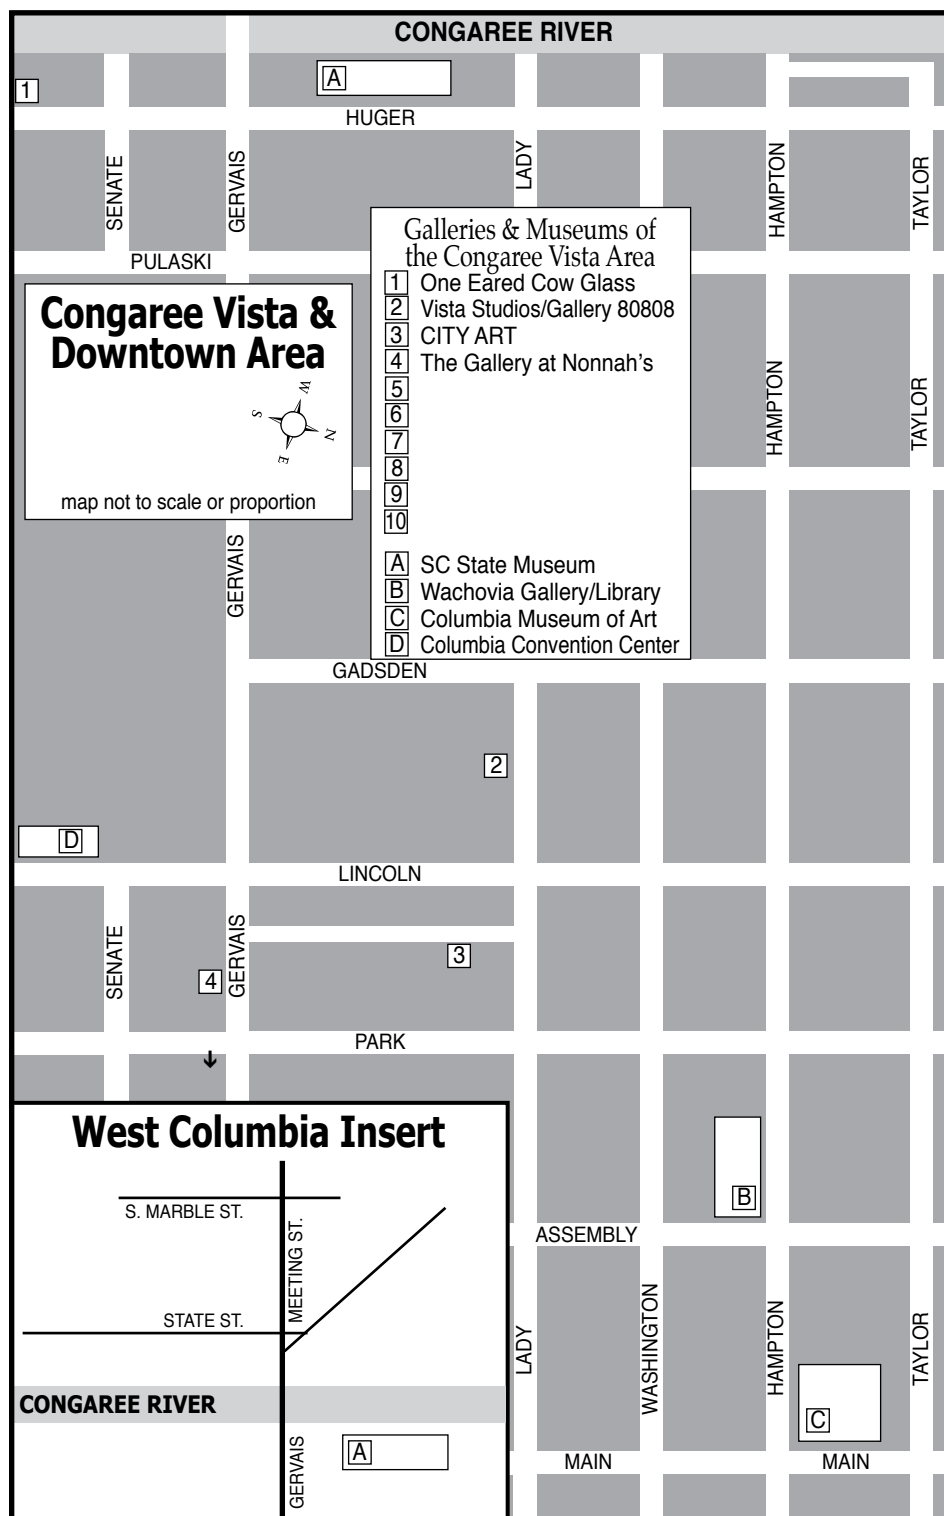 CONGAREE RIVER
1
A
HUGER
SENATE
GERVAIS
LADY
HAMPTON
TAYLOR
PULASKI
Galleries & Museums of
the Congaree Vista Area
1 One Eared Cow Glass
2 Vista Studios/Gallery 80808
3 CITY ART
4 The Gallery at Nonnah's
5
6
7
8
9
10
A SC State Museum
B Wachovia Gallery/Library
C Columbia Museum of Art
D Columbia Convention Center
Congaree Vista &
Downtown Area
W
S
N
E
map not to scale or proportion
HAMPTON
TAYLOR
GERVAIS
GADSDEN
2
D
LINCOLN
SENATE
GERVAIS
3
4
PARK
West Columbia Insert
S. MARBLE ST.
MEETING ST.
STATE ST.
CONGAREE RIVER
GERVAIS
A
B
ASSEMBLY
LADY
WASHINGTON
HAMPTON
TAYLOR
C
MAIN
MAIN